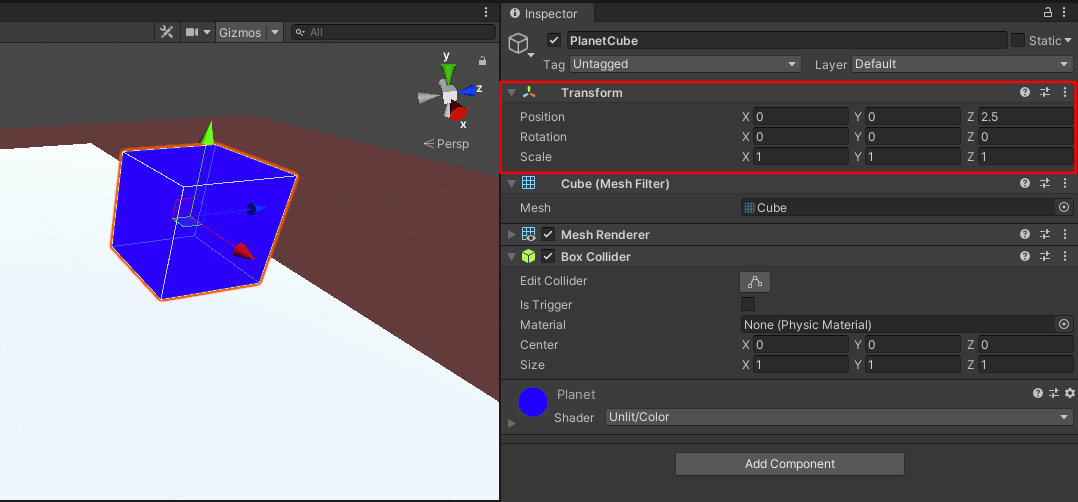 Inspector
Gizmos
All
PlanetCube
Static
Tag Untagged Layer Default
y
z
x
Persp
Transform
Position X 0 Y 0 Z 2.5
Rotation X 0 Y 0 Z 0
Scale X 1 Y 1 Z 1
Cube (Mesh Filter)
Mesh Cube
Mesh Renderer
Box Collider
Edit Collider
Is Trigger
Material None (Physic Material)
Center X 0 Y 0 Z 0
Size X 1 Y 1 Z 1
Planet
Shader Unlit/Color
Add Component